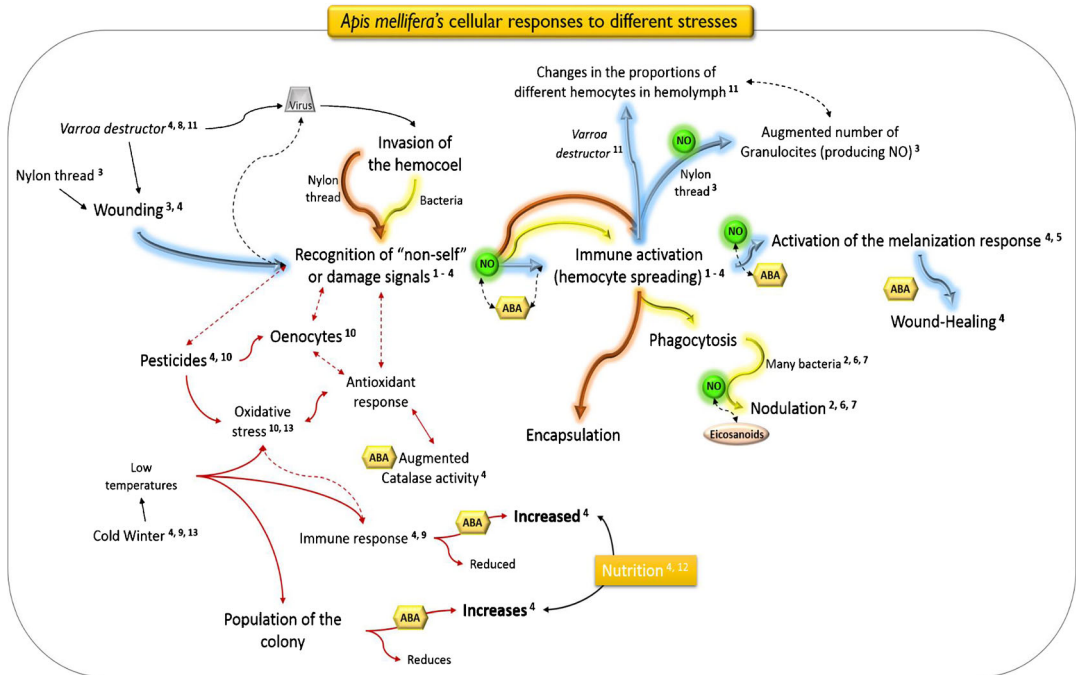 Apis mellifera's cellular responses to different stresses
Changes in the proportions of
different hemocytes in hemolymph 11
Virus
Varroa destructor 4, 8, 11
Invasion of
the hemocoel
Varroa
destructor 11
NO
Augmented number of
Granulocites (producing NO) 3
Nylon thread 3
Nylon
thread
Bacteria
Nylon
thread 3
Wounding 3, 4
Recognition of "non-self"
or damage signals 1 - 4
NO
ABA
Immune activation
(hemocyte spreading) 1 - 4
NO
ABA
Activation of the melanization response 4, 5
ABA
Wound-Healing 4
Oenocytes 10
Pesticides 4, 10
Phagocytosis
Many bacteria 2, 6, 7
NO
Nodulation 2, 6, 7
Eicosanoids
Antioxidant
response
Oxidative
stress 10, 13
Encapsulation
ABA
Augmented
Catalase activity 4
Low
temperatures
Cold Winter 4, 9, 13
Immune response 4, 9
ABA
Increased 4
Reduced
Nutrition 4, 12
Population of the
colony
ABA
Increases 4
Reduces